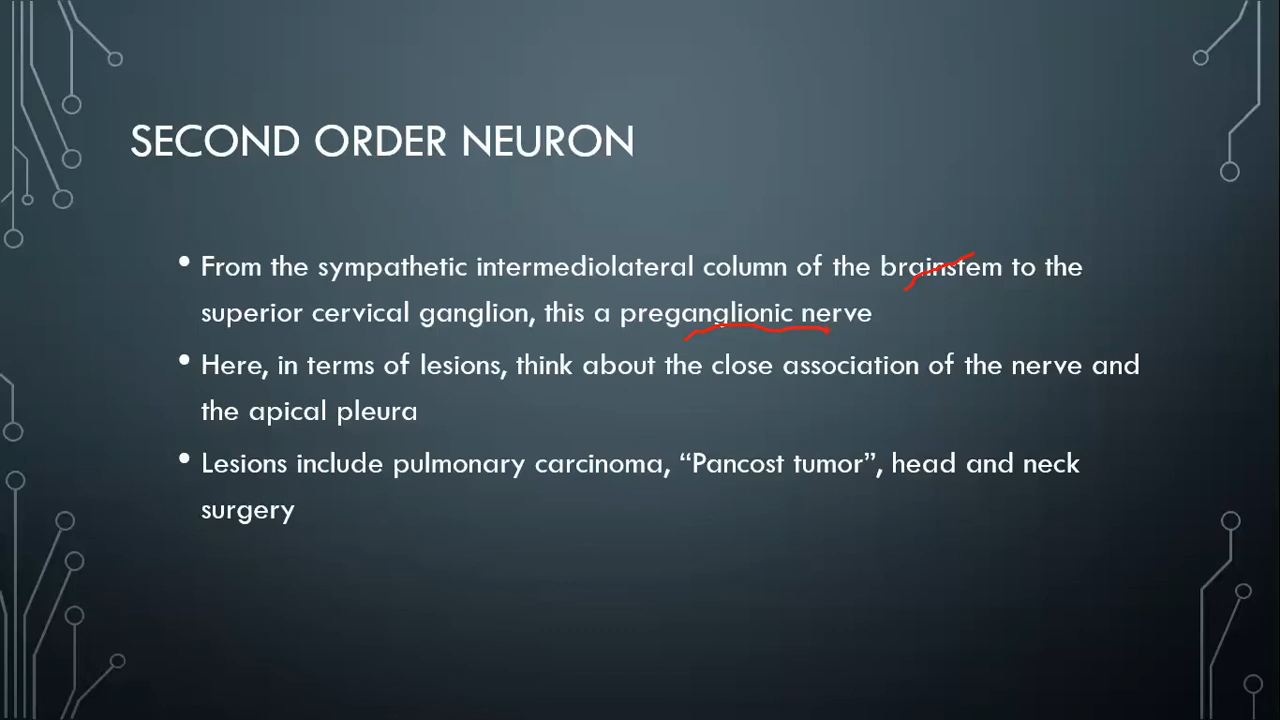 SECOND ORDER NEURON
• From the sympathetic intermediolateral column of the brainstem to the
superior cervical ganglion, this a preganglionic nerve
• Here, in terms of lesions, think about the close association of the nerve and
the apical pleura
• Lesions include pulmonary carcinoma, “Pancost tumor”, head and neck
surgery